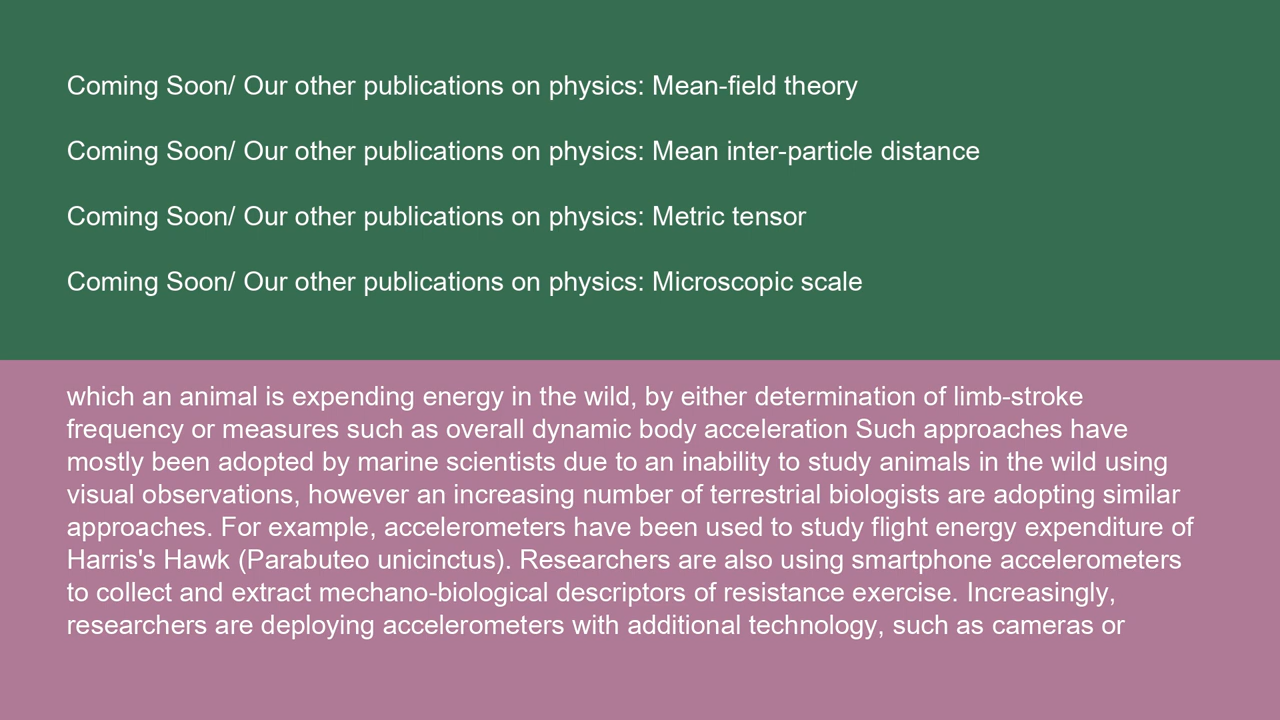 Coming Soon/ Our other publications on physics: Mean-field theory
Coming Soon/ Our other publications on physics: Mean inter-particle distance
Coming Soon/ Our other publications on physics: Metric tensor
Coming Soon/ Our other publications on physics: Microscopic scale
which an animal is expending energy in the wild, by either determination of limb-stroke
frequency or measures such as overall dynamic body acceleration Such approaches have
mostly been adopted by marine scientists due to an inability to study animals in the wild using
visual observations, however an increasing number of terrestrial biologists are adopting similar
approaches. For example, accelerometers have been used to study flight energy expenditure of
Harris's Hawk (Parabuteo unicinctus). Researchers are also using smartphone accelerometers
to collect and extract mechano-biological descriptors of resistance exercise. Increasingly,
researchers are deploying accelerometers with additional technology, such as cameras or